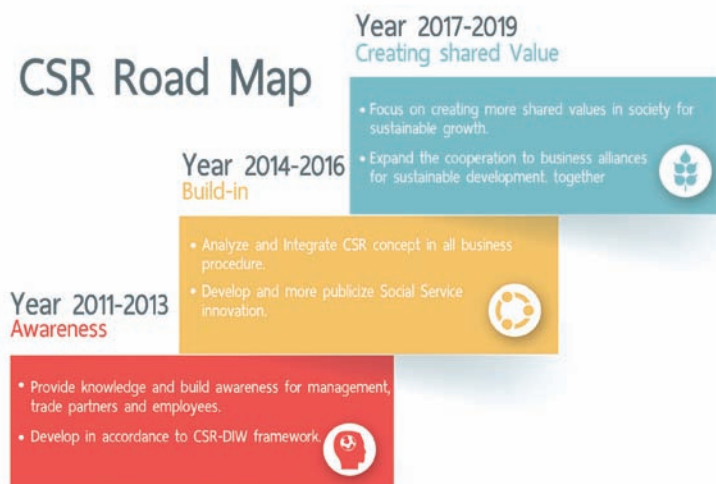 CSR Road Map
Year 2017-2019
Creating shared Value
• Focus on creating more shared values in society for
sustainable growth.
• Expand the cooperation to business alliances
for sustainable development. together
Year 2014-2016
Build-in
• Analyze and Integrate CSR concept in all business
procedure.
• Develop and more publicize Social Service
innovation.
Year 2011-2013
Awareness
• Provide knowledge and build awareness for management,
trade partners and employees.
• Develop in accordance to CSR-DIW framework.